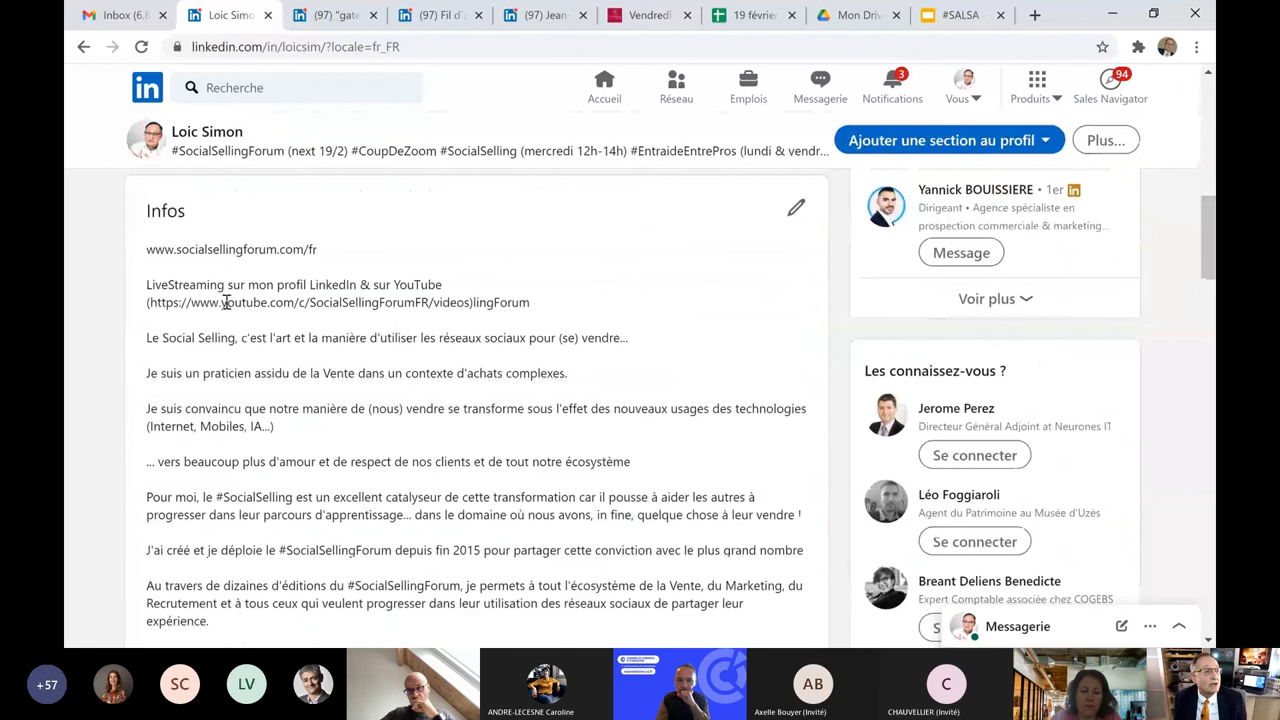 Inbox (6,8
Loic Simo
(97) "gate
(97) Fil d'a
(97) Jean-
Vendredi
19 février
Mon Driv
#SALSA -
linkedin.com/in/loicsim/?locale=fr_FR
in
Recherche
Accueil
Réseau
Emplois
Messagerie
3
Notifications
Vous
Produits
94
Sales Navigator
Loic Simon
#SocialSellingForum (next 19/2) #CoupDeZoom #SocialSelling (mercredi 12h-14h) #EntraideEntrePros (lundi & vendr...
Ajouter une section au profil
Plus...
Infos
www.socialsellingforum.com/fr
LiveStreaming sur mon profil LinkedIn & sur YouTube
(https://www.youtube.com/c/SocialSellingForumFR/videos)lingForum
Le Social Selling, c'est l'art et la manière d'utiliser les réseaux sociaux pour (se) vendre...
Je suis un praticien assidu de la Vente dans un contexte d'achats complexes.
Je suis convaincu que notre manière de (nous) vendre se transforme sous l'effet des nouveaux usages des technologies
(Internet, Mobiles, IA...)
... vers beaucoup plus d'amour et de respect de nos clients et de tout notre écosystème
Pour moi, le #SocialSelling est un excellent catalyseur de cette transformation car il pousse à aider les autres à
progresser dans leur parcours d'apprentissage... dans le domaine où nous avons, in fine, quelque chose à leur vendre !
J'ai créé et je déploie le #SocialSellingForum depuis fin 2015 pour partager cette conviction avec le plus grand nombre
Au travers de dizaines d'éditions du #SocialSellingForum, je permets à tout l'écosystème de la Vente, du Marketing, du
Recrutement et à tous ceux qui veulent progresser dans leur utilisation des réseaux sociaux de partager leur
expérience.
Yannick BOUISSIERE • 1er in
Dirigeant • Agence spécialiste en
prospection commerciale & marketing...
Message
Voir plus
Les connaissez-vous ?
Jerome Perez
Directeur Général Adjoint at Neurones IT
Se connecter
Léo Foggiaroli
Agent du Patrimoine au Musée d'Uzès
Se connecter
Breant Deliens Benedicte
Expert Comptable associée chez COGEBS
S
Messagerie
+57
SC
LV
ANDRE-LECESNE Caroline
AB
Axelle Bouyer (Invité)
C
CHAUVELLIER (Invité)